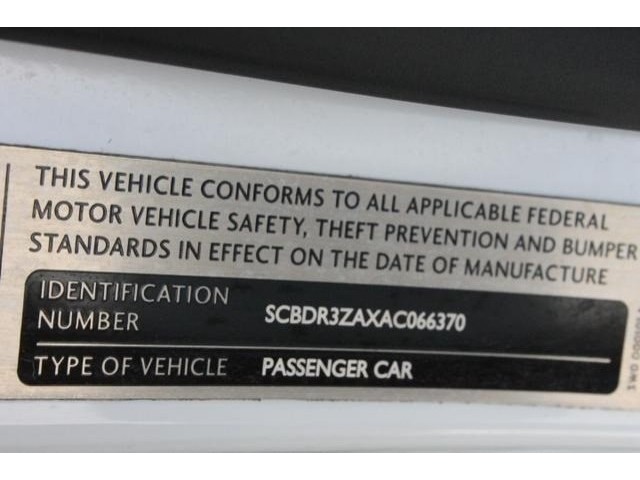 THIS VEHICLE CONFORMS TO ALL APPLICABLE FEDERAL
MOTOR VEHICLE SAFETY, THEFT PREVENTION AND BUMPER
STANDARDS IN EFFECT ON THE DATE OF MANUFACTURE
IDENTIFICATION
NUMBER SCBDR3ZAXAC066370
TYPE OF VEHICLE PASSENGER CAR